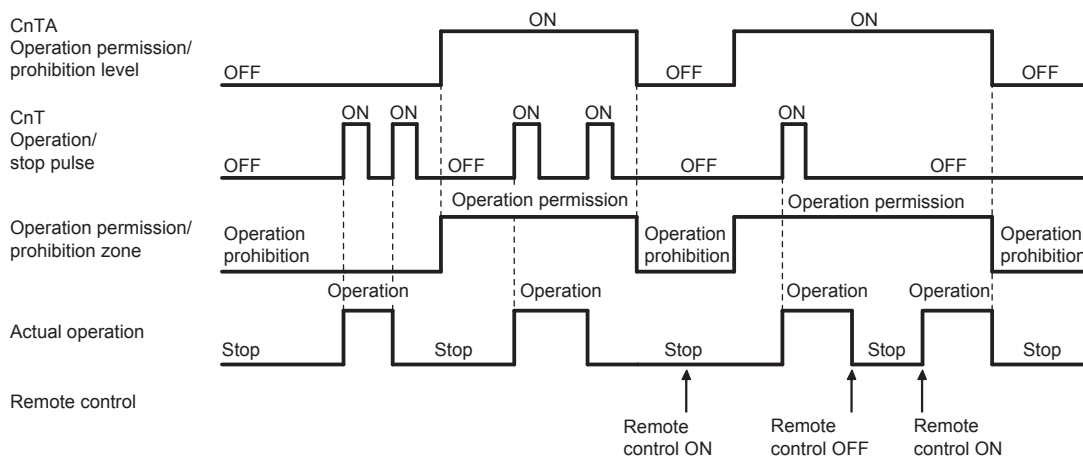 CnTA
Operation permission/
prohibition level
OFF
ON
OFF
ON
OFF
CnT
Operation/
stop pulse
OFF
ON
ON
OFF
ON
ON
OFF
ON
OFF
Operation permission/
prohibition zone
Operation
prohibition
Operation permission
Operation
prohibition
Operation permission
Operation
prohibition
Actual operation
Stop
Operation
Stop
Operation
Stop
Operation
Stop
Operation
Stop
Remote control
Remote
control ON
Remote
control OFF
Remote
control ON